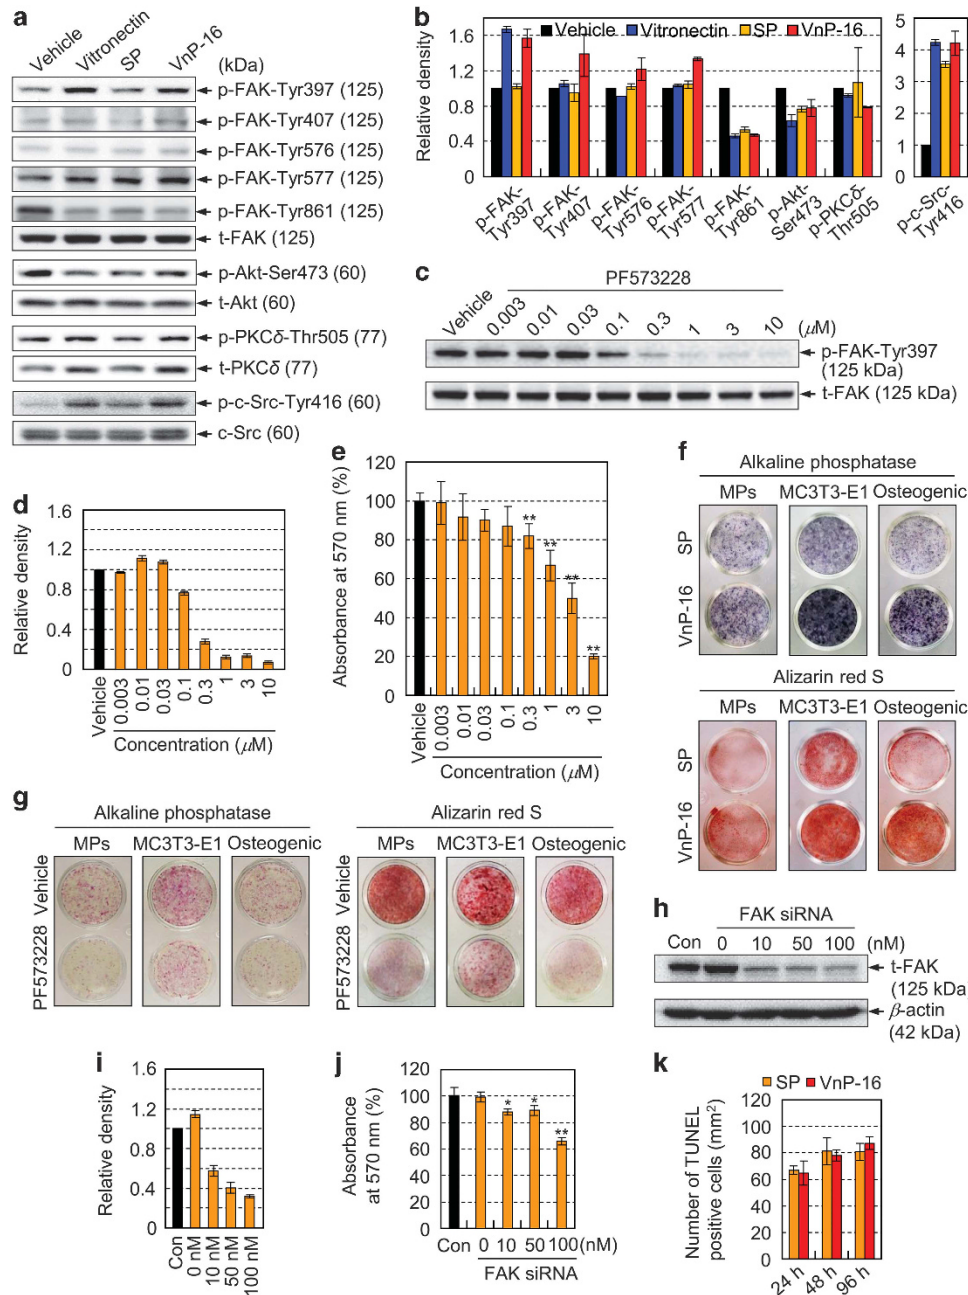 a
Vehicle
Vitronectin
SP
VnP-16
(kDa)
p-FAK-Tyr397 (125)
p-FAK-Tyr407 (125)
p-FAK-Tyr576 (125)
p-FAK-Tyr577 (125)
p-FAK-Tyr861 (125)
t-FAK (125)
p-Akt-Ser473 (60)
t-Akt (60)
p-PKCδ-Thr505 (77)
t-PKCδ (77)
p-c-Src-Tyr416 (60)
c-Src (60)
b
Vehicle Vitronectin SP VnP-16
Relative density
1.6
1.2
0.8
0.4
0
p-FAK-Tyr397
p-FAK-Tyr407
p-FAK-Tyr576
p-FAK-Tyr577
p-FAK-Tyr861
p-Akt-Ser473
p-PKCδ-Thr505
5
4
3
2
1
0
p-c-Src-Tyr416
c
PF573228
Vehicle 0.003 0.01 0.03 0.1 0.3 1 3 10 (μM)
p-FAK-Tyr397
(125 kDa)
t-FAK (125 kDa)
d
Relative density
1.6
1.2
0.8
0.4
0
Vehicle 0.003 0.01 0.03 0.1 0.3 1 3 10
Concentration (μM)
e
Absorbance at 570 nm (%)
120
100
80
60
40
20
0
** ** ** **
Vehicle 0.003 0.01 0.03 0.1 0.3 1 3 10
Concentration (μM)
f
Alkaline phosphatase
MPs MC3T3-E1 Osteogenic
SP
VnP-16
Alizarin red S
MPs MC3T3-E1 Osteogenic
SP
VnP-16
g
Alkaline phosphatase
MPs MC3T3-E1 Osteogenic
Vehicle
PF573228
Alizarin red S
MPs MC3T3-E1 Osteogenic
Vehicle
PF573228
h
FAK siRNA
Con 0 10 50 100 (nM)
t-FAK
(125 kDa)
β-actin
(42 kDa)
i
Relative density
1.6
1.2
0.8
0.4
0
Con 0 nM 10 nM 50 nM 100 nM
j
Absorbance
at 570 nm (%)
120
100
80
60
40
20
0
* * **
Con 0 10 50 100 (nM)
FAK siRNA
k
SP VnP-16
Number of TUNEL
positive cells (mm2)
120
100
80
60
40
20
0
24 h 48 h 96 h